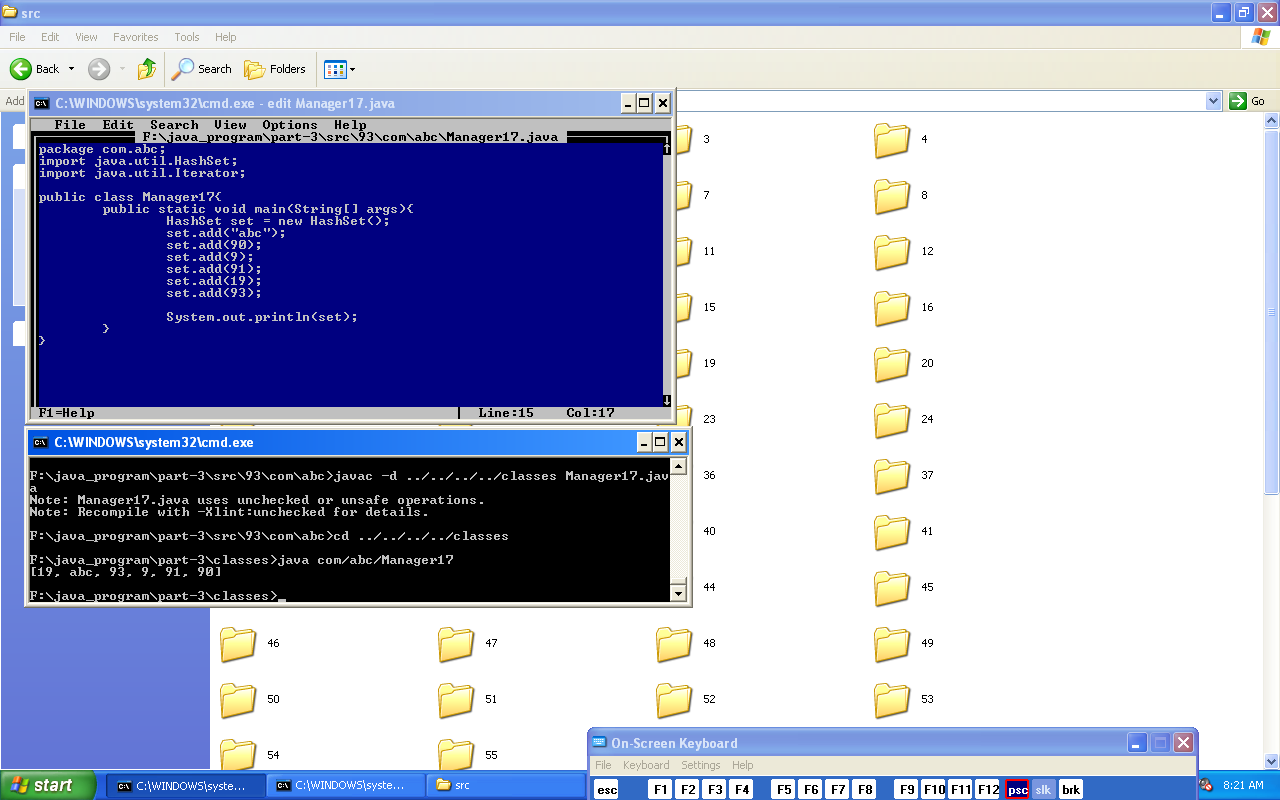 src
File Edit View Favorites Tools Help
Back Search Folders
Add Go
C:\WINDOWS\system32\cmd.exe - edit Manager17.java
File Edit Search View Options Help
F:\java_program\part-3\src\93\com\abc\Manager17.java
package com.abc;
import java.util.HashSet;
import java.util.Iterator;
public class Manager17{
public static void main(String[] args){
HashSet set = new HashSet();
set.add("abc");
set.add(90);
set.add(9);
set.add(91);
set.add(19);
set.add(93);
System.out.println(set);
}
}
F1=Help Line:15 Col:17
C:\WINDOWS\system32\cmd.exe
F:\java_program\part-3\src\93\com\abc>javac -d ../../../../classes Manager17.jav
a
Note: Manager17.java uses unchecked or unsafe operations.
Note: Recompile with -Xlint:unchecked for details.
F:\java_program\part-3\src\93\com\abc>cd ../../../../classes
F:\java_program\part-3\classes>java com/abc/Manager17
[19, abc, 93, 9, 91, 90]
F:\java_program\part-3\classes>_
3 4
7 8
11 12
15 16
19 20
23 24
36 37
40 41
44 45
46 47 48 49
50 51 52 53
54 55
On-Screen Keyboard
File Keyboard Settings Help
esc F1 F2 F3 F4 F5 F6 F7 F8 F9 F10 F11 F12 psc slk brk
start C:\WINDOWS\syste... C:\WINDOWS\syste... src 8:21 AM